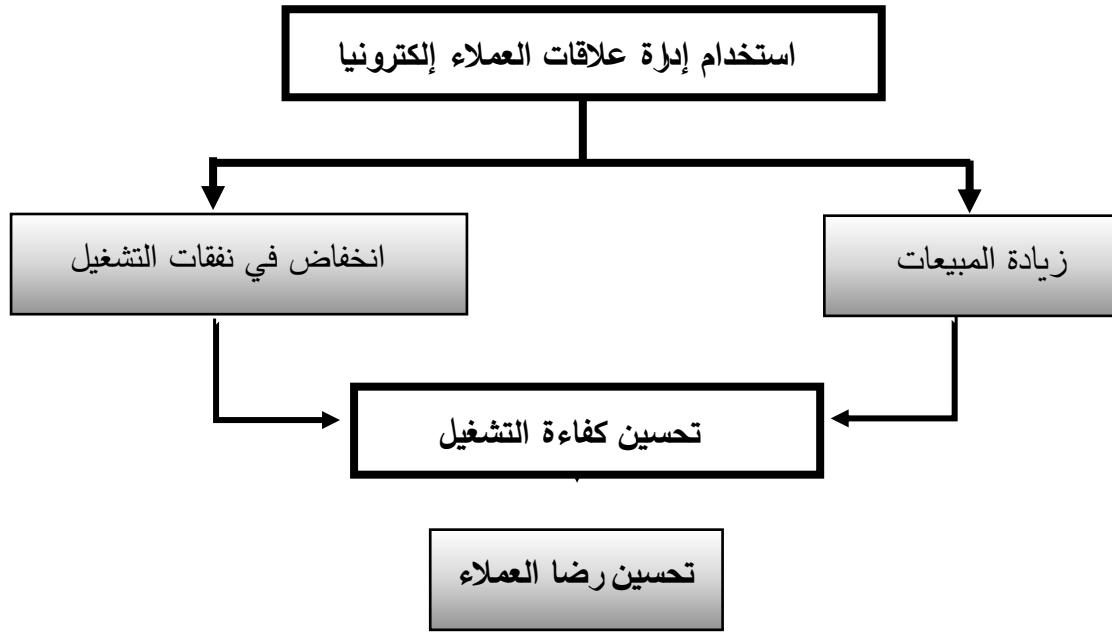 استخدام إدارة علاقات العملاء إلكترونيا
زيادة المبيعات
انخفاض في نفقات التشغيل
تحسين كفاءة التشغيل
تحسين رضا العملاء